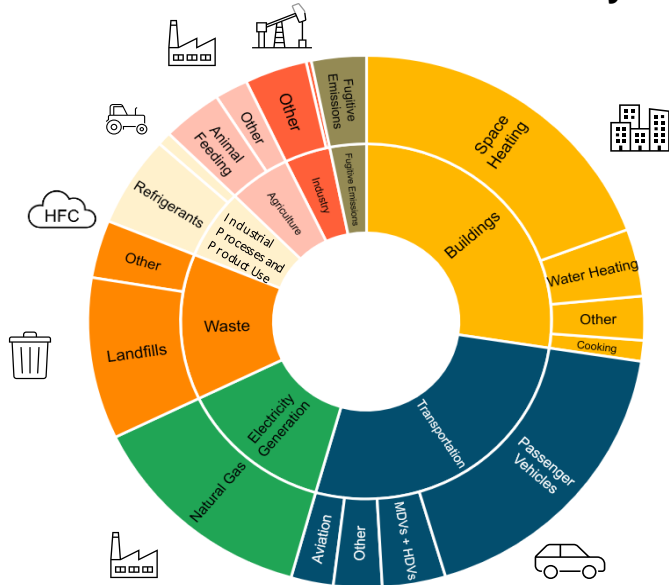 Space
Heating
Water Heating
Other
Cooking
Buildings
Passenger
Vehicles
MDVs + HDVs
Other
Aviation
Transportation
Natural Gas
Electricity
Generation
Landfills
Other
Waste
HFC
Refrigerants
Industrial
Processes and
Product Use
Animal
Feeding
Other
Agriculture
Other
Industry
Fugitive
Emissions
Fugitive Emissions